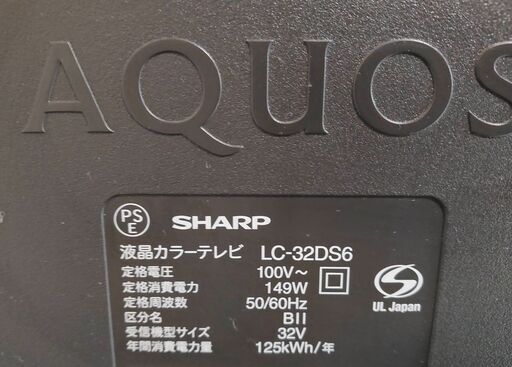 AQUOS
PS
E
SHARP
液晶カラーテレビ LC-32DS6
定格電圧 100V～
定格消費電力 149W
定格周波数 50/60Hz
区分名 BII
受信機型サイズ 32V
年間消費電力量 125kWh/年
UL Japan